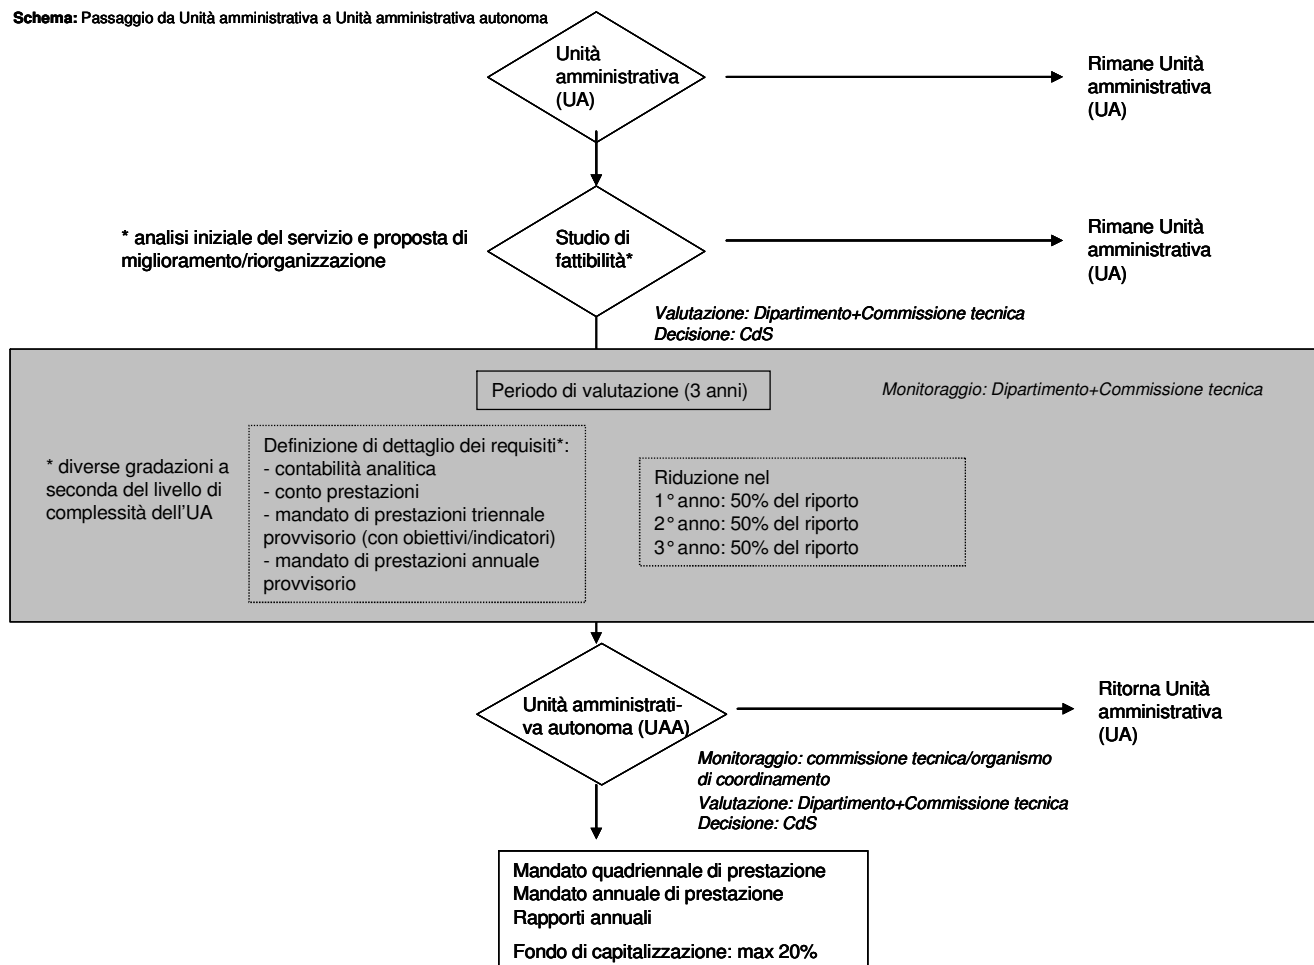 Schema: Passaggio da Unità amministrativa a Unità amministrativa autonoma
Unità
amministrativa
(UA)
Rimane Unità
amministrativa
(UA)
* analisi iniziale del servizio e proposta di
miglioramento/riorganizzazione
Studio di
fattibilità*
Rimane Unità
amministrativa
(UA)
Valutazione: Dipartimento+Commissione tecnica
Decisione: CdS
Periodo di valutazione (3 anni)
Monitoraggio: Dipartimento+Commissione tecnica
* diverse gradazioni a
seconda del livello di
complessità dell'UA
Definizione di dettaglio dei requisiti*:
- contabilità analitica
- conto prestazioni
- mandato di prestazioni triennale
provvisorio (con obiettivi/indicatori)
- mandato di prestazioni annuale
provvisorio
Riduzione nel
1° anno: 50% del riporto
2° anno: 50% del riporto
3° anno: 50% del riporto
Unità amministrati-
va autonoma (UAA)
Ritorna Unità
amministrativa
(UA)
Monitoraggio: commissione tecnica/organismo
di coordinamento
Valutazione: Dipartimento+Commissione tecnica
Decisione: CdS
Mandato quadriennale di prestazione
Mandato annuale di prestazione
Rapporti annuali
Fondo di capitalizzazione: max 20%